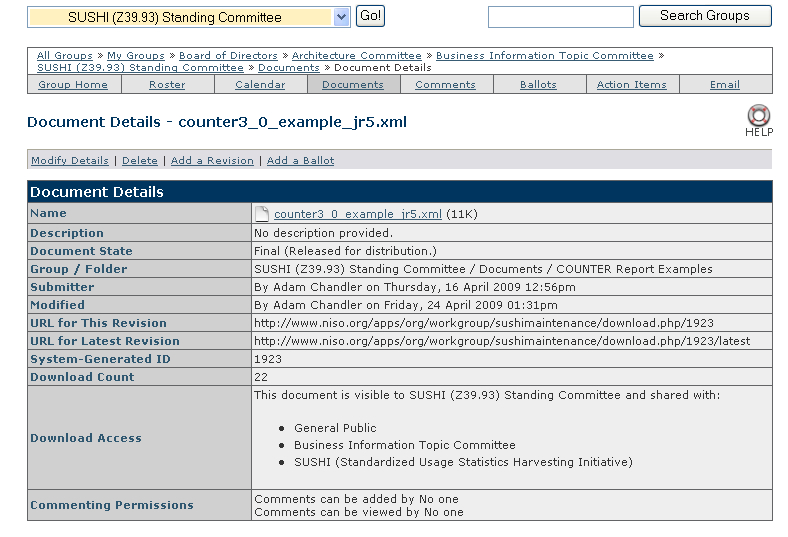 SUSHI (Z39.93) Standing Committee Go! Search Groups
All Groups » My Groups » Board of Directors » Architecture Committee » Business Information Topic Committee »
SUSHI (Z39.93) Standing Committee » Documents » Document Details
Group Home Roster Calendar Documents Comments Ballots Action Items Email
Document Details - counter3_0_example_jr5.xml
HELP
Modify Details | Delete | Add a Revision | Add a Ballot
Document Details
Name counter3_0_example_jr5.xml (11K)
Description No description provided.
Document State Final (Released for distribution.)
Group / Folder SUSHI (Z39.93) Standing Committee / Documents / COUNTER Report Examples
Submitter By Adam Chandler on Thursday, 16 April 2009 12:56pm
Modified By Adam Chandler on Friday, 24 April 2009 01:31pm
URL for This Revision http://www.niso.org/apps/org/workgroup/sushimaintenance/download.php/1923
URL for Latest Revision http://www.niso.org/apps/org/workgroup/sushimaintenance/download.php/1923/latest
System-Generated ID 1923
Download Count 22
Download Access This document is visible to SUSHI (Z39.93) Standing Committee and shared with:
• General Public
• Business Information Topic Committee
• SUSHI (Standardized Usage Statistics Harvesting Initiative)
Commenting Permissions Comments can be added by No one
Comments can be viewed by No one